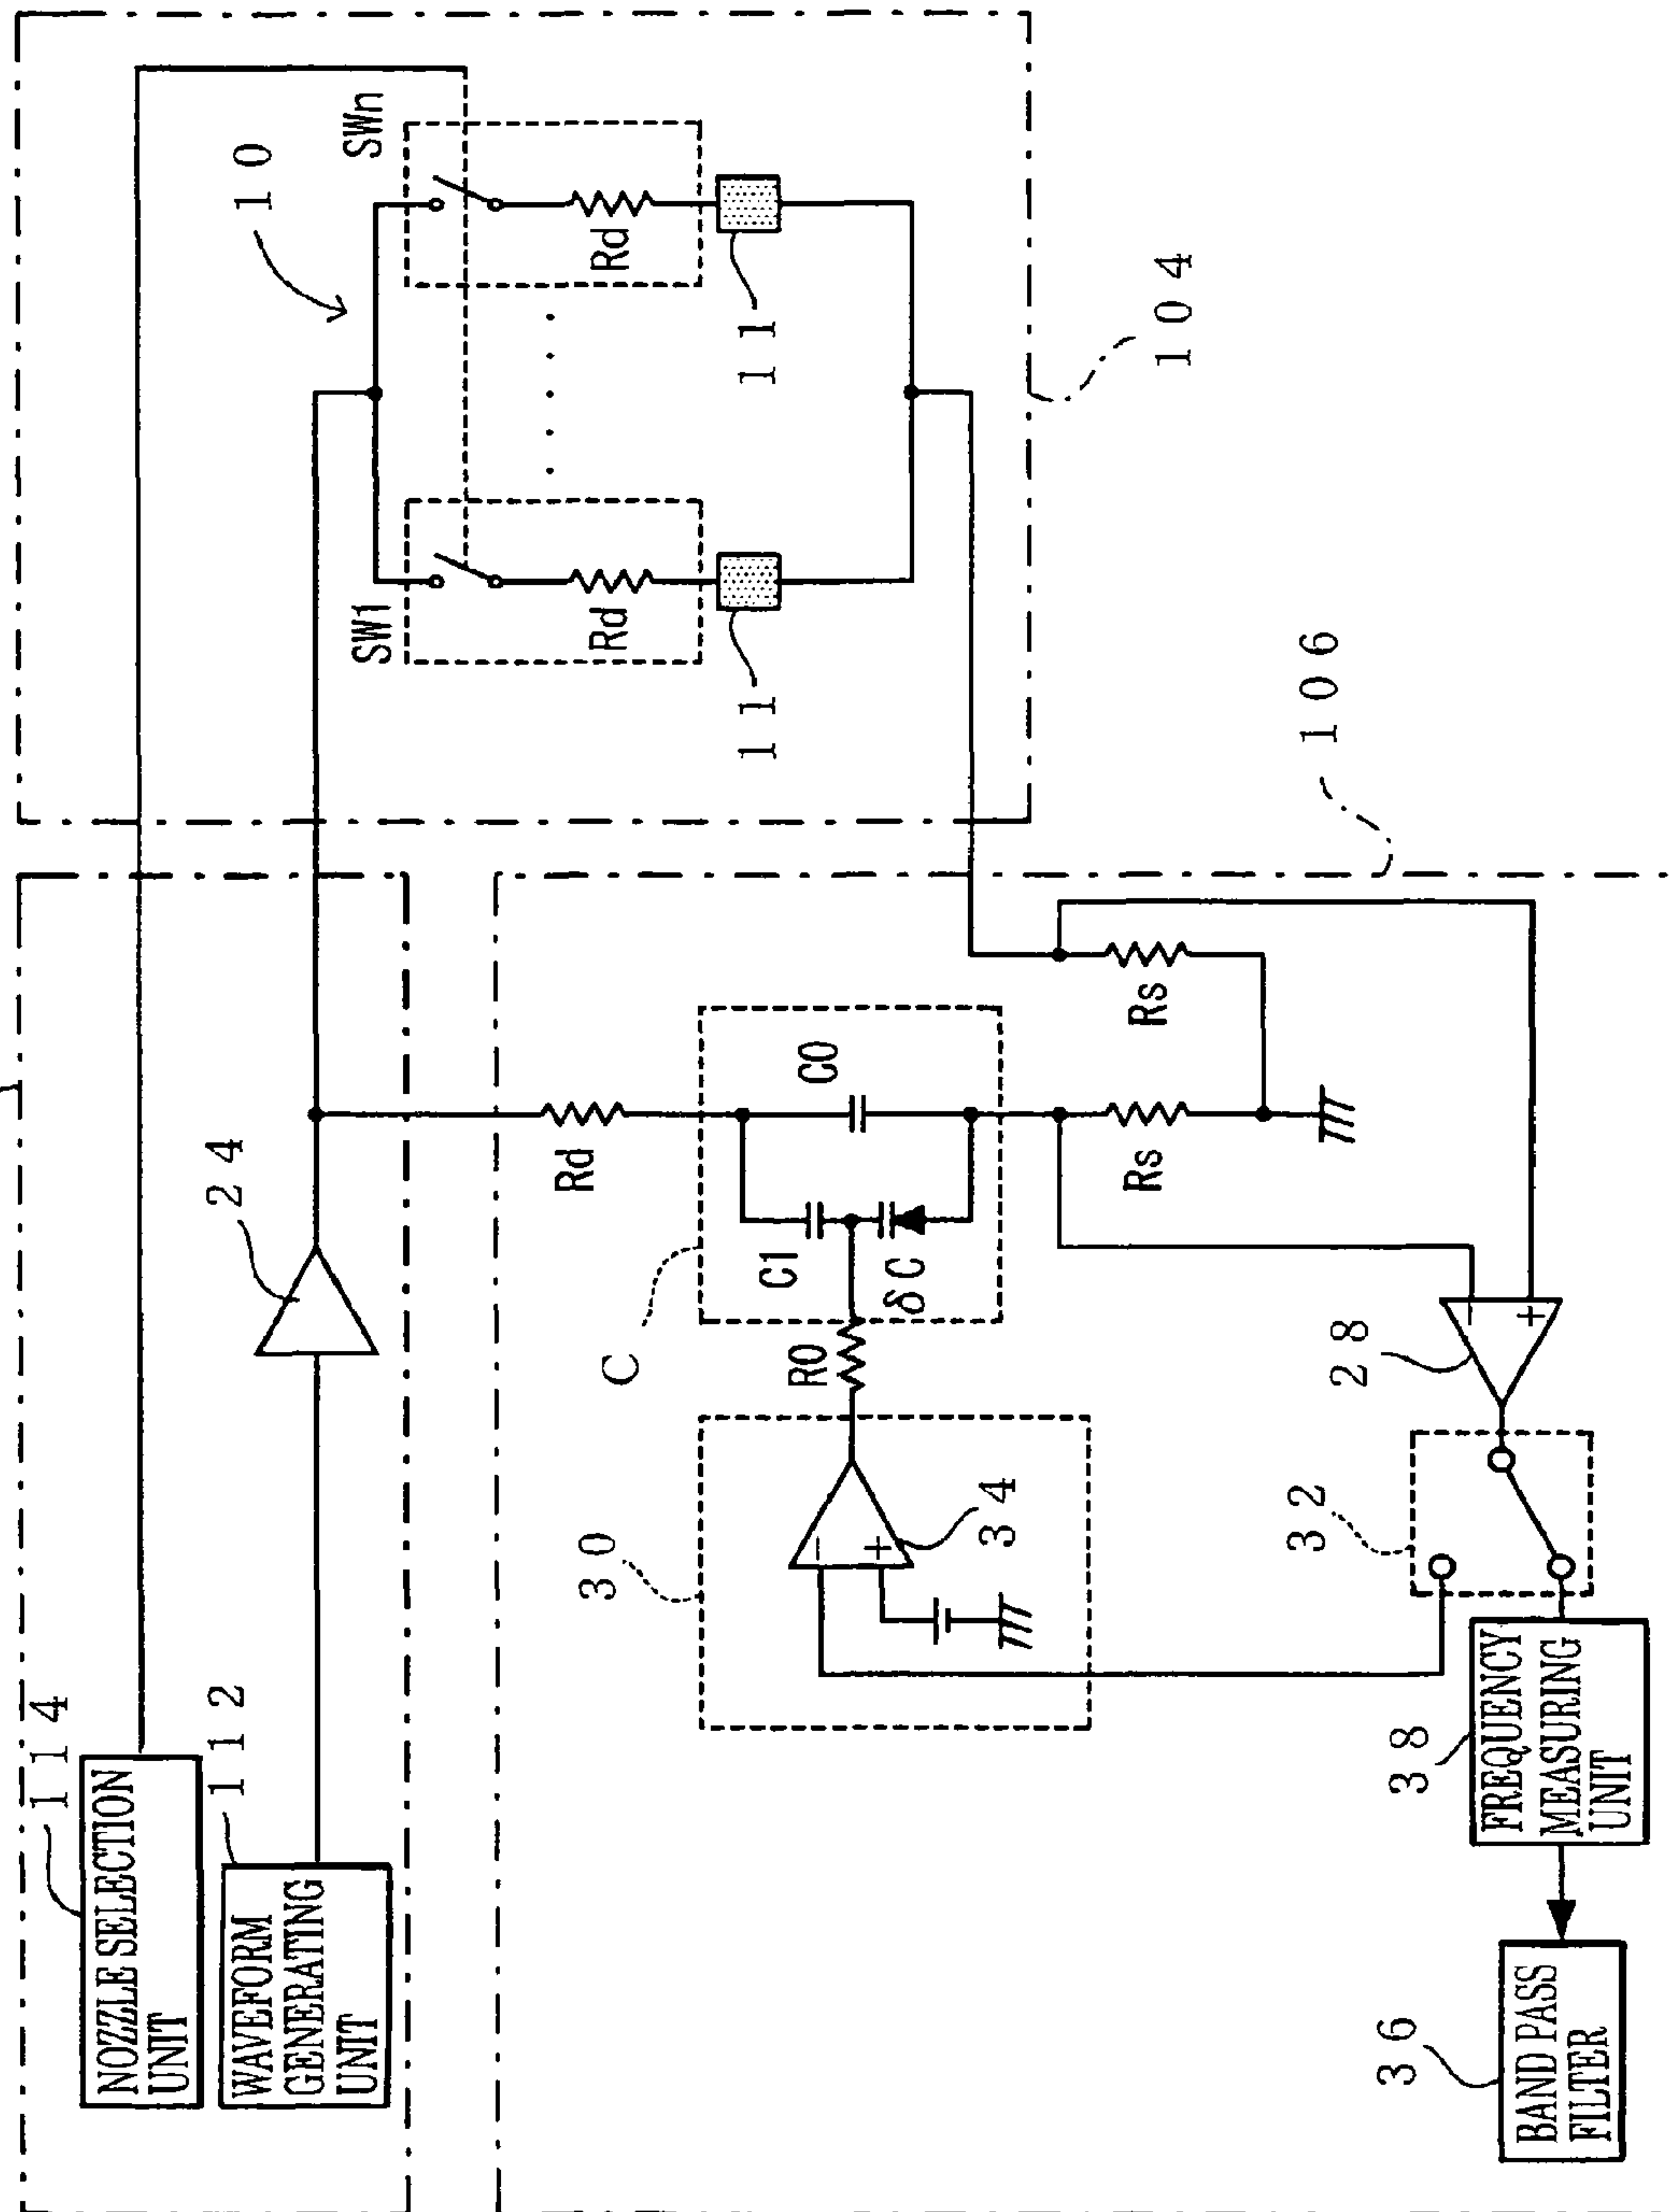 114
NOZZLE SELECTION
UNIT
112
WAVEFORM
GENERATING
UNIT
24
10
SW1
SWn
Rd
Rd
11
11
104
106
Rd
C
C1
C0
δC
R0
Rs
Rs
30
34
-
+
28
-
+
32
38
FREQUENCY
MEASURING
UNIT
36
BAND PASS
FILTER